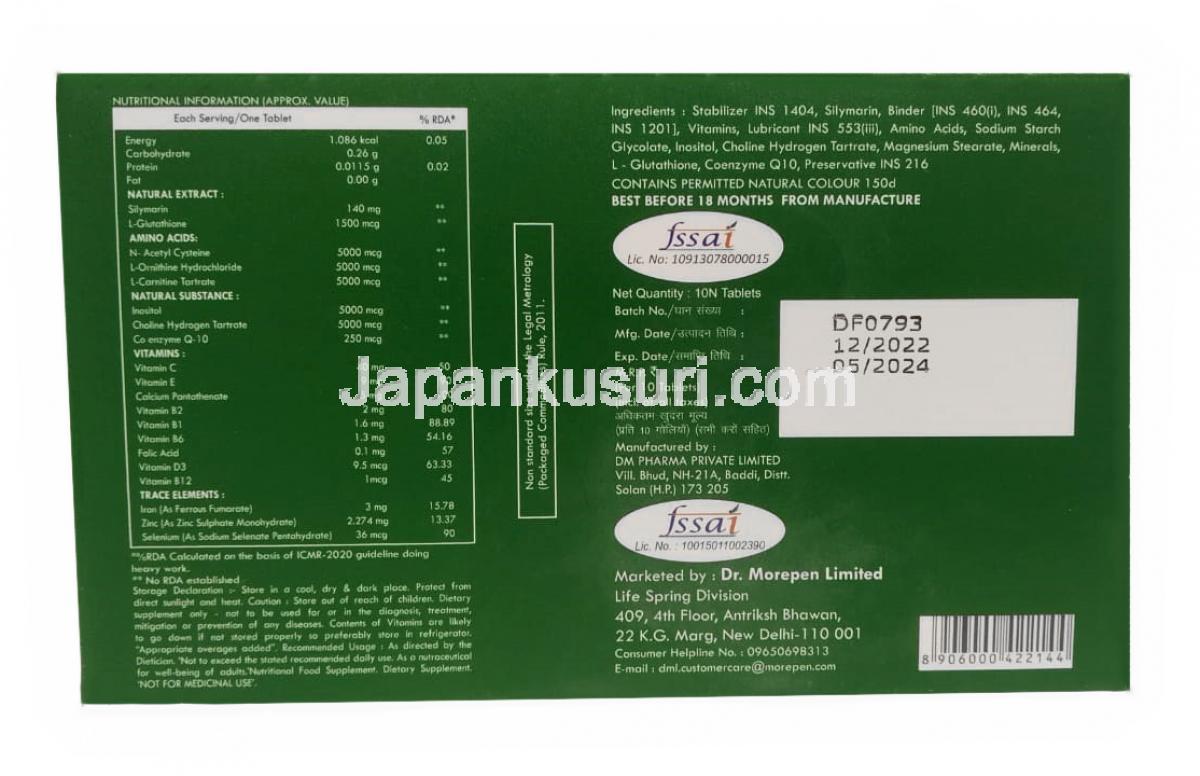 NUTRITIONAL INFORMATION (APPROX. VALUE)
Each Serving/One Tablet % RDA*
Energy 1.086 kcal 0.05
Carbohydrate 0.26 g
Protein 0.0115 g 0.02
Fat 0.00 g
NATURAL EXTRACT :
Silymarin 140 mg **
L-Glutathione 1500 mcg **
AMINO ACIDS:
N- Acetyl Cysteine 5000 mcg **
L-Ornithine Hydrochloride 5000 mcg **
L-Carnitine Tartrate 5000 mcg **
NATURAL SUBSTANCE :
Inositol 5000 mcg **
Choline Hydrogen Tartrate 5000 mcg **
Co enzyme Q-10 250 mcg **
VITAMINS :
Vitamin C 50
Vitamin E
Calcium Pantothenate
Vitamin B2 2 mg 80
Vitamin B1 1.6 mg 88.89
Vitamin B6 1.3 mg 54.16
Folic Acid 0.1 mg 57
Vitamin D3 9.5 mcg 63.33
Vitamin B12 1mcg 45
TRACE ELEMENTS :
Iron (As Ferrous Fumarate) 3 mg 15.78
Zinc (As Zinc Sulphate Monohydrate) 2.274 mg 13.37
Selenium (As Sodium Selenate Pentahydrate) 36 mcg 90
*%RDA Calculated on the basis of ICMR-2020 guideline doing
heavy work.
** No RDA established
Storage Declaration :- Store in a cool, dry & dark place. Protect from
direct sunlight and heat. Caution : Store out of reach of children. Dietary
supplement only - not to be used for or in the diagnosis, treatment,
mitigation or prevention of any diseases. Contents of Vitamins are likely
to go down if not stored properly so preferably store in refrigerator.
"Appropriate overages added". Recommended Usage : As directed by the
Dietician. 'Not to exceed the stated recommended daily use. As a nutraceutical
for well-being of adults.'Nutritional Food Supplement. Dietary Supplement.
'NOT FOR MEDICINAL USE'.
Non standard size the Legal Metrology
(Packaged Rule, 2011.
Japankusuri.com
Ingredients : Stabilizer INS 1404, Silymarin, Binder [INS 460(i), INS 464,
INS 1201], Vitamins, Lubricant INS 553(iii), Amino Acids, Sodium Starch
Glycolate, Inositol, Choline Hydrogen Tartrate, Magnesium Stearate, Minerals,
L - Glutathione, Coenzyme Q10, Preservative INS 216
CONTAINS PERMITTED NATURAL COLOUR 150d
BEST BEFORE 18 MONTHS FROM MANUFACTURE
fssai
Lic. No: 10913078000015
Net Quantity : 10N Tablets
Batch No./घान संख्या :
Mfg. Date/उत्पादन तिथि :
Exp. Date/समाप्ति तिथि :
10 Tablets
अधिकतम खुदरा मूल्य
(प्रति 10 गोलियाँ) (सभी करों सहित)
DF0793
12/2022
05/2024
Manufactured by :
DM PHARMA PRIVATE LIMITED
Vill. Bhud, NH-21A, Baddi, Distt.
Solan (H.P.) 173 205
fssai
Lic. No. : 10015011002390
Marketed by : Dr. Morepen Limited
Life Spring Division
409, 4th Floor, Antriksh Bhawan,
22 K.G. Marg, New Delhi-110 001
Consumer Helpline No. : 09650698313
E-mail : dml.customercare@morepen.com
8 906000 422144